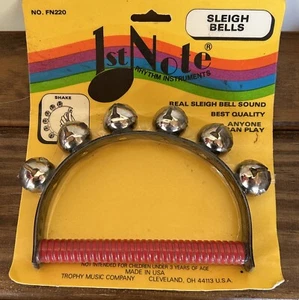 NO. FN220
SLEIGH
BELLS
1st Note®
RHYTHM INSTRUMENTS
SHAKE
REAL SLEIGH BELL SOUND
BEST QUALITY
ANYONE
CAN PLAY
NOT INTENDED FOR CHILDREN UNDER 3 YEARS OF AGE
MADE IN USA
TROPHY MUSIC COMPANY CLEVELAND, OH 44113 U.S.A.